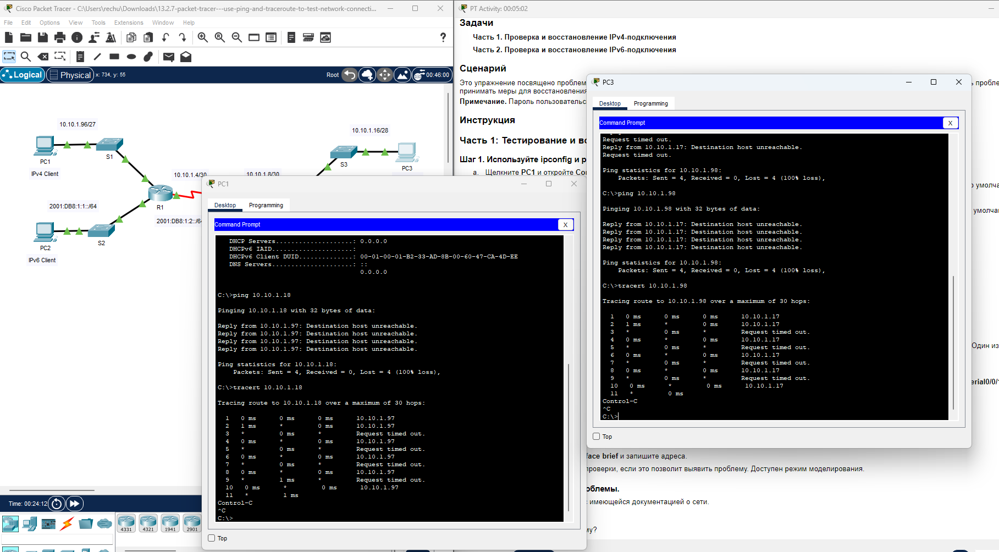 Cisco Packet Tracer - C:\Users\rechu\Downloads\13.2.7-packet-tracer---use-ping-and-traceroute-to-test-network-connecti...
File Edit Options View Tools Extensions Window Help
Logical Physical x: 734, y: 55 Root 00:46:00
10.10.1.96/27
PC1
IPv4 Client
S1
10.10.1.16/28
S3
PC3
10.10.1.4/30
10.10.1.8/30
R1
2001:DB8:1:1::/64
2001:DB8:1:2::/64
PC2
IPv6 Client
S2
Time: 00:24:12
4331 4321 1941 2901
PT Activity: 00:05:02
Задачи
Часть 1. Проверка и восстановление IPv4-подключения
Часть 2. Проверка и восстановление IPv6-подключения
Сценарий
Это упражнение посвящено проблем
ь пробле
принимать меры для восстановления
Примечание. Пароль пользовательс
Инструкция
Часть 1: Тестирование и во
Шаг 1. Используйте ipconfig и p
a. Щелкните PC1 и откройте Co
о умолча
умолча
Один из
erial0/0/
face brief и запишите адреса.
проверки, если это позволит выявить проблему. Доступен режим моделирования.
облемы.
с имеющейся документацией о сети.
му?
PC1
Desktop Programming
Command Prompt X
DHCP Servers.....................: 0.0.0.0
DHCPv6 IAID.....................:
DHCPv6 Client DUID..............: 00-01-00-01-B2-33-AD-8B-00-60-47-CA-4D-EE
DNS Servers.....................: ::
0.0.0.0
C:\>ping 10.10.1.18
Pinging 10.10.1.18 with 32 bytes of data:
Reply from 10.10.1.97: Destination host unreachable.
Reply from 10.10.1.97: Destination host unreachable.
Reply from 10.10.1.97: Destination host unreachable.
Reply from 10.10.1.97: Destination host unreachable.
Ping statistics for 10.10.1.18:
Packets: Sent = 4, Received = 0, Lost = 4 (100% loss),
C:\>tracert 10.10.1.18
Tracing route to 10.10.1.18 over a maximum of 30 hops:
1 0 ms 0 ms 0 ms 10.10.1.97
2 1 ms * 0 ms 10.10.1.97
3 * 0 ms * Request timed out.
4 0 ms * 0 ms 10.10.1.97
5 * 0 ms * Request timed out.
6 0 ms * 0 ms 10.10.1.97
7 * 0 ms * Request timed out.
8 0 ms * 0 ms 10.10.1.97
9 * 1 ms * Request timed out.
10 0 ms * 0 ms 10.10.1.97
11 * 1 ms
Control-C
^C
C:\>
Top
PC3
Desktop Programming
Command Prompt X
Request timed out.
Reply from 10.10.1.17: Destination host unreachable.
Request timed out.
Ping statistics for 10.10.1.98:
Packets: Sent = 4, Received = 0, Lost = 4 (100% loss),
C:\>ping 10.10.1.98
Pinging 10.10.1.98 with 32 bytes of data:
Reply from 10.10.1.17: Destination host unreachable.
Reply from 10.10.1.17: Destination host unreachable.
Reply from 10.10.1.17: Destination host unreachable.
Reply from 10.10.1.17: Destination host unreachable.
Ping statistics for 10.10.1.98:
Packets: Sent = 4, Received = 0, Lost = 4 (100% loss),
C:\>tracert 10.10.1.98
Tracing route to 10.10.1.98 over a maximum of 30 hops:
1 0 ms 0 ms 0 ms 10.10.1.17
2 1 ms * 0 ms 10.10.1.17
3 * 0 ms * Request timed out.
4 0 ms * 0 ms 10.10.1.17
5 * 0 ms * Request timed out.
6 0 ms * 0 ms 10.10.1.17
7 * 0 ms * Request timed out.
8 0 ms * 0 ms 10.10.1.17
9 * 0 ms * Request timed out.
10 0 ms * 0 ms 10.10.1.17
11 * 0 ms
Control-C
^C
C:\>
Top